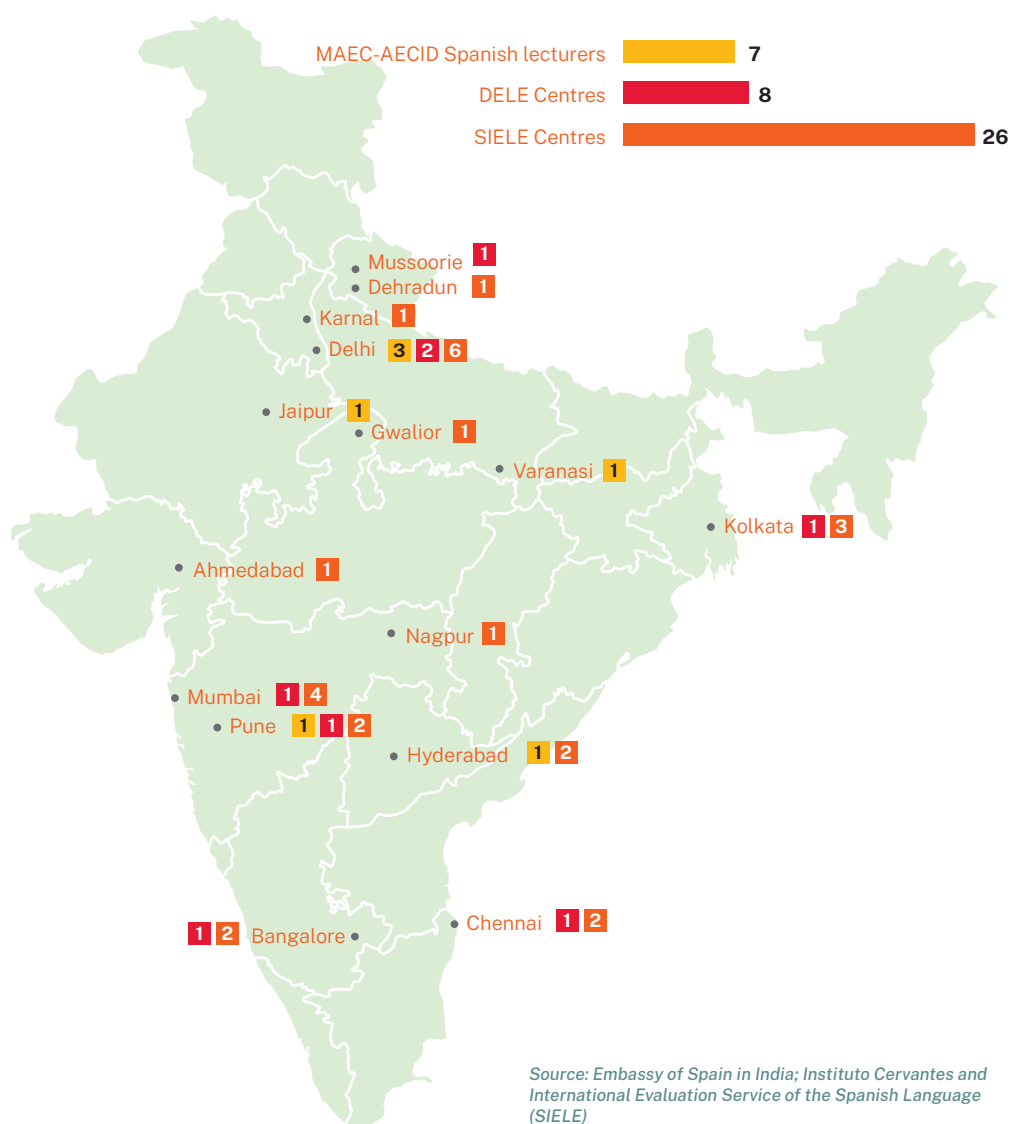 MAEC-AECID Spanish lecturers 7
DELE Centres 8
SIELE Centres 26
Mussoorie 1
Dehradun 1
Karnal 1
Delhi 3 2 6
Jaipur 1
Gwalior 1
Varanasi 1
Kolkata 1 3
Ahmedabad 1
Nagpur 1
Mumbai 1 4
Pune 1 1 2
Hyderabad 1 2
Chennai 1 2
1 2 Bangalore
Source: Embassy of Spain in India; Instituto Cervantes and
International Evaluation Service of the Spanish Language
(SIELE)